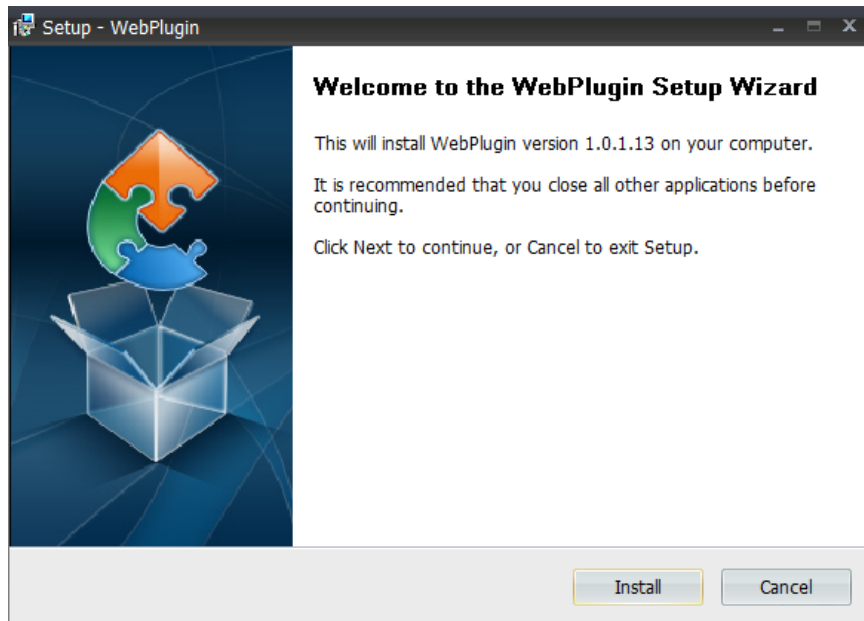 Setup - WebPlugin
Welcome to the WebPlugin Setup Wizard
This will install WebPlugin version 1.0.1.13 on your computer.
It is recommended that you close all other applications before
continuing.
Click Next to continue, or Cancel to exit Setup.
Install
Cancel